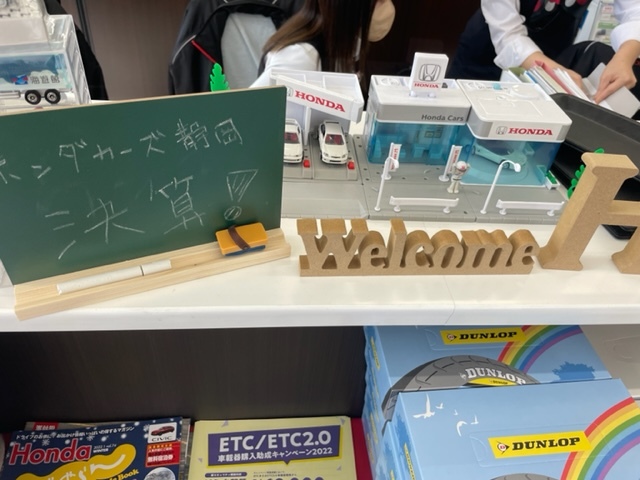 ホンダカーズ静岡
決算!
HONDA
HONDA
Honda Cars
HONDA
Welcome
H
DUNLOP
DUNLOP
DUNLOP
Honda
CIVIC
Book
ETC/ETC2.0
車載器購入助成キャンペーン2022